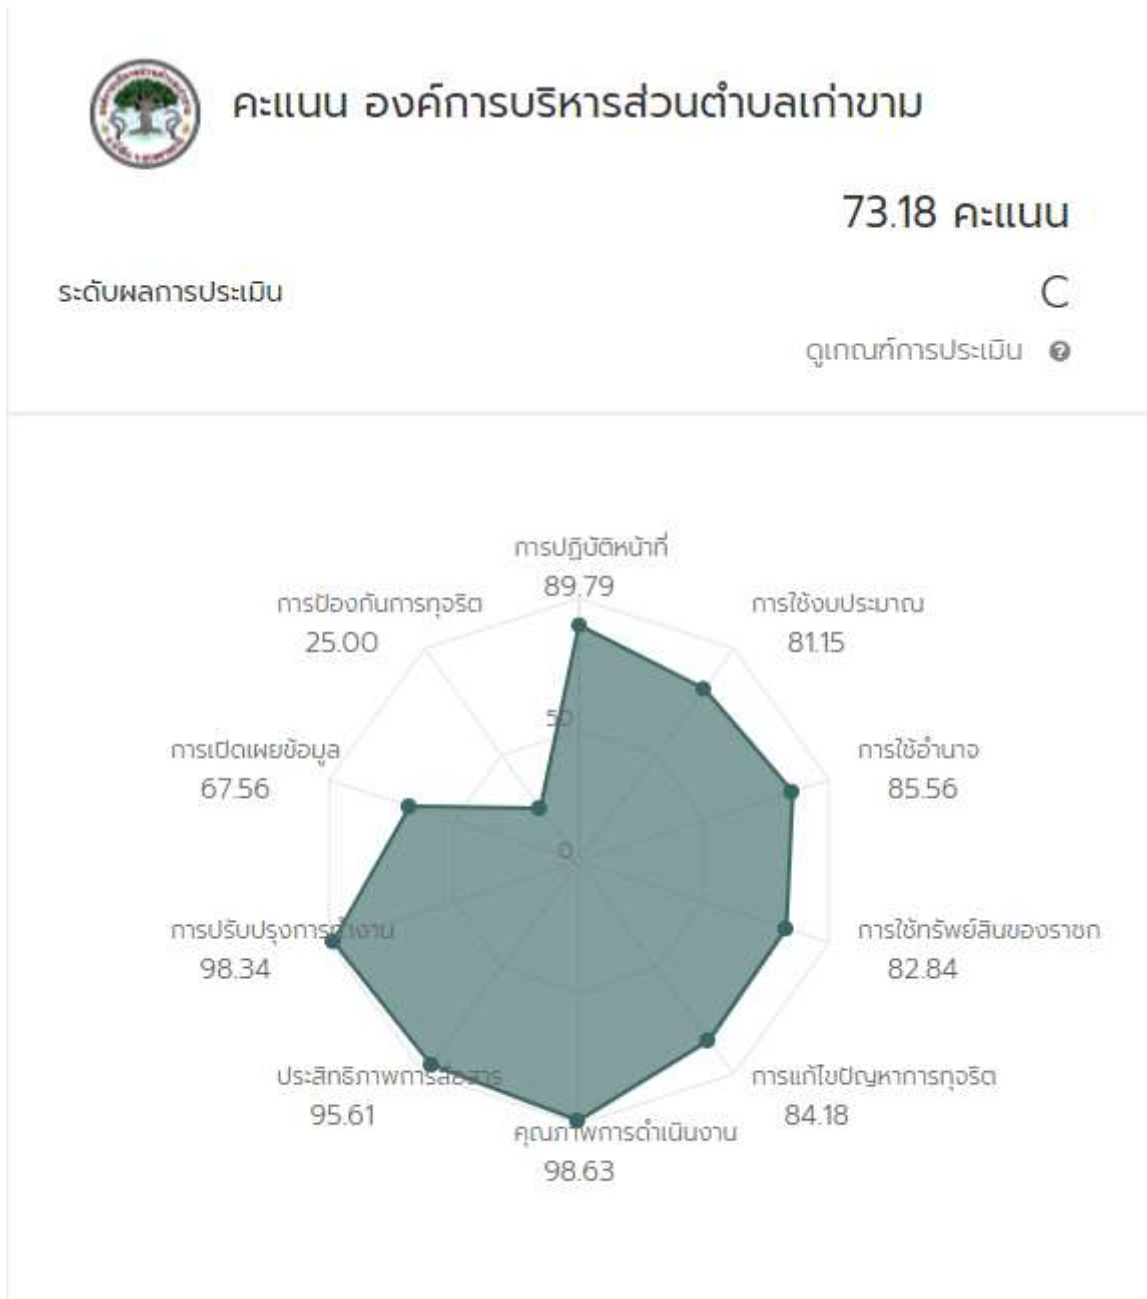 คะแนน องค์การบริหารส่วนตำบลเก่าขาม
73.18 คะแนน
ระดับผลการประเมิน
C
ดูเกณฑ์การประเมิน ?
การปฏิบัติหน้าที่
89.79
การป้องกันการทุจริต
25.00
การใช้งบประมาณ
81.15
50
การเปิดเผยข้อมูล
67.56
การใช้อำนาจ
85.56
0
การปรับปรุงการทำงาน
98.34
การใช้ทรัพย์สินของราชก
82.84
ประสิทธิภาพการสื่อสาร
95.61
การแก้ไขปัญหาการทุจริต
84.18
คุณภาพการดำเนินงาน
98.63